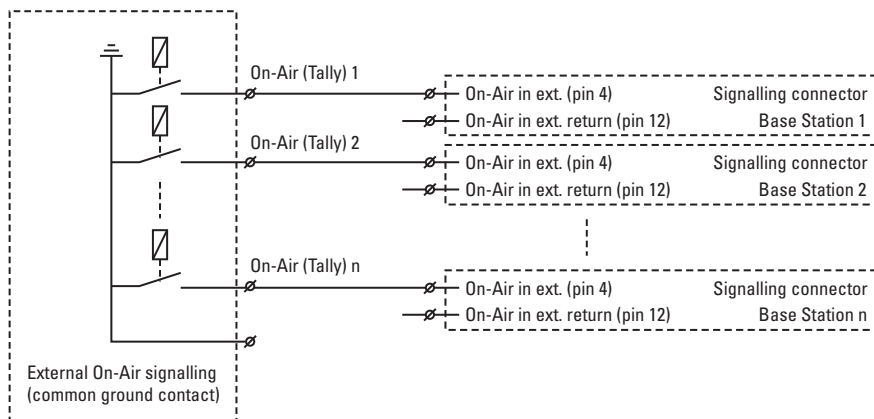 On-Air (Tally) 1
On-Air in ext. (pin 4) Signalling connector
On-Air in ext. return (pin 12) Base Station 1
On-Air (Tally) 2
On-Air in ext. (pin 4) Signalling connector
On-Air in ext. return (pin 12) Base Station 2
On-Air (Tally) n
On-Air in ext. (pin 4) Signalling connector
On-Air in ext. return (pin 12) Base Station n
External On-Air signalling
(common ground contact)